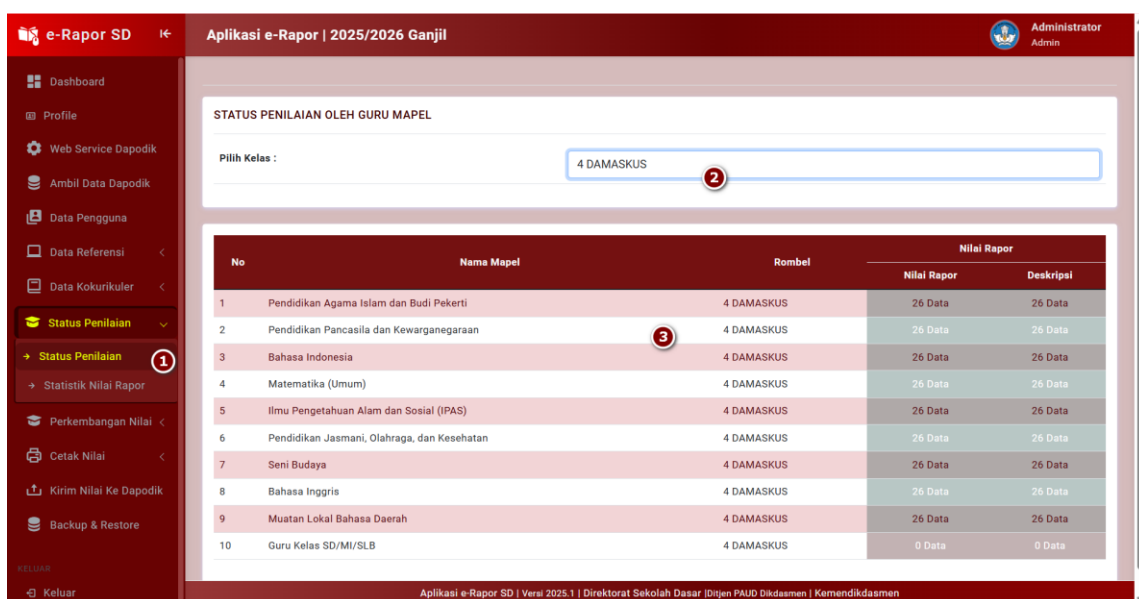 e-Rapor SD
Aplikasi e-Rapor | 2025/2026 Ganjil
Administrator
Admin
Dashboard
Profile
Web Service Dapodik
Ambil Data Dapodik
Data Pengguna
Data Referensi
Data Kokurikuler
Status Penilaian
Status Penilaian
1
Statistik Nilai Rapor
Perkembangan Nilai
Cetak Nilai
Kirim Nilai Ke Dapodik
Backup & Restore
KELUAR
Keluar
STATUS PENILAIAN OLEH GURU MAPEL
Pilih Kelas :
4 DAMASKUS
2
No Nama Mapel Rombel Nilai Rapor
Nilai Rapor Deskripsi
1 Pendidikan Agama Islam dan Budi Pekerti 4 DAMASKUS 26 Data 26 Data
2 Pendidikan Pancasila dan Kewarganegaraan 4 DAMASKUS 26 Data 26 Data
3
3 Bahasa Indonesia 4 DAMASKUS 26 Data 26 Data
4 Matematika (Umum) 4 DAMASKUS 26 Data 26 Data
5 Ilmu Pengetahuan Alam dan Sosial (IPAS) 4 DAMASKUS 26 Data 26 Data
6 Pendidikan Jasmani, Olahraga, dan Kesehatan 4 DAMASKUS 26 Data 26 Data
7 Seni Budaya 4 DAMASKUS 26 Data 26 Data
8 Bahasa Inggris 4 DAMASKUS 26 Data 26 Data
9 Muatan Lokal Bahasa Daerah 4 DAMASKUS 26 Data 26 Data
10 Guru Kelas SD/MI/SLB 4 DAMASKUS 0 Data 0 Data
Aplikasi e-Rapor SD | Versi 2025.1 | Direktorat Sekolah Dasar |Ditjen PAUD Dikdasmen | Kemendikdasmen